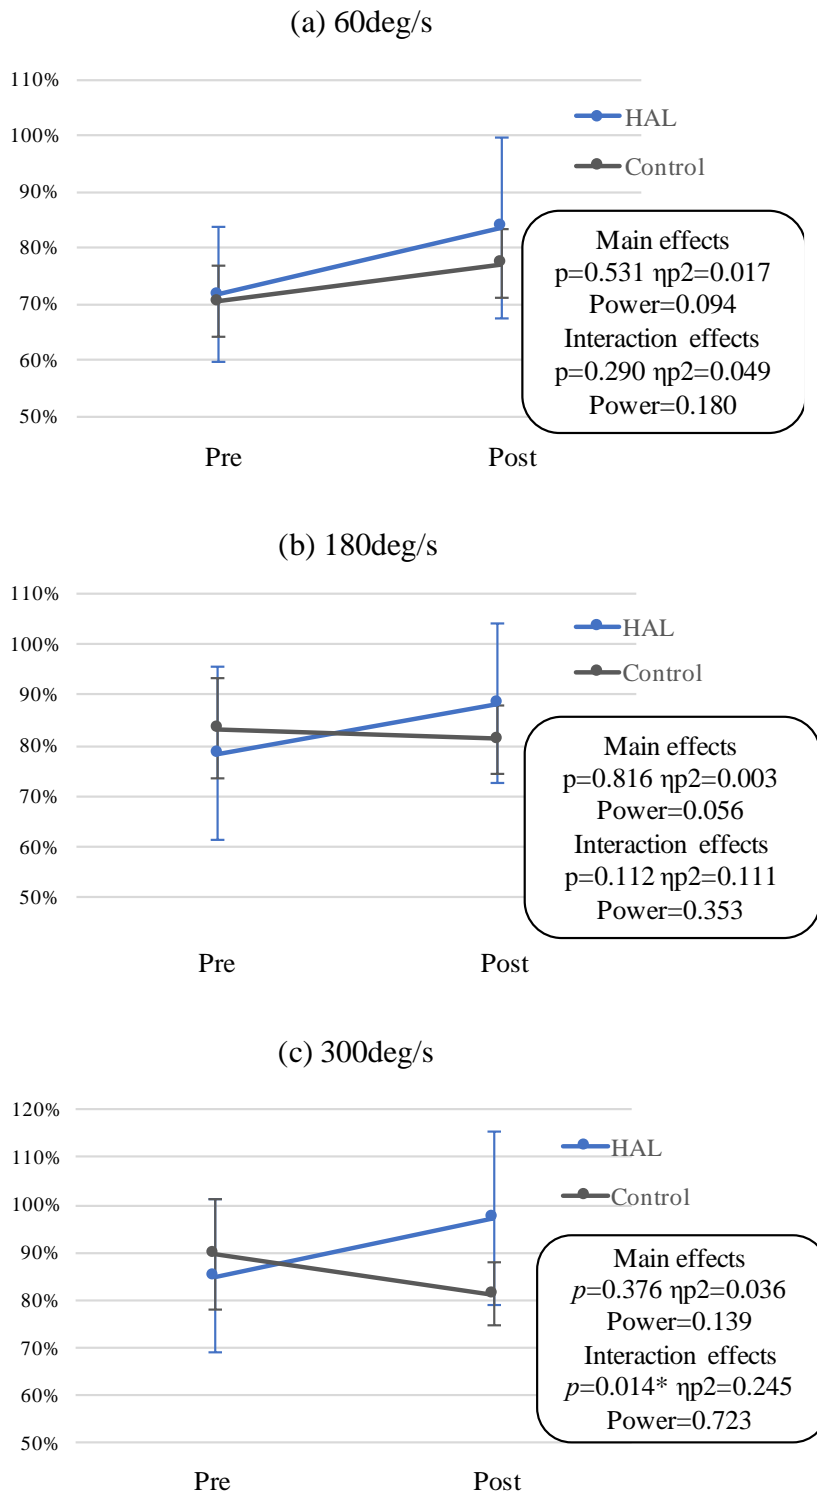 (a) 60deg/s
110%
100%
90%
80%
70%
60%
50%
HAL
Control
Main effects
p=0.531 ηp2=0.017
Power=0.094
Interaction effects
p=0.290 ηp2=0.049
Power=0.180
Pre
Post
(b) 180deg/s
110%
100%
90%
80%
70%
60%
50%
HAL
Control
Main effects
p=0.816 ηp2=0.003
Power=0.056
Interaction effects
p=0.112 ηp2=0.111
Power=0.353
Pre
Post
(c) 300deg/s
120%
110%
100%
90%
80%
70%
60%
50%
HAL
Control
Main effects
p=0.376 ηp2=0.036
Power=0.139
Interaction effects
p=0.014* ηp2=0.245
Power=0.723
Pre
Post